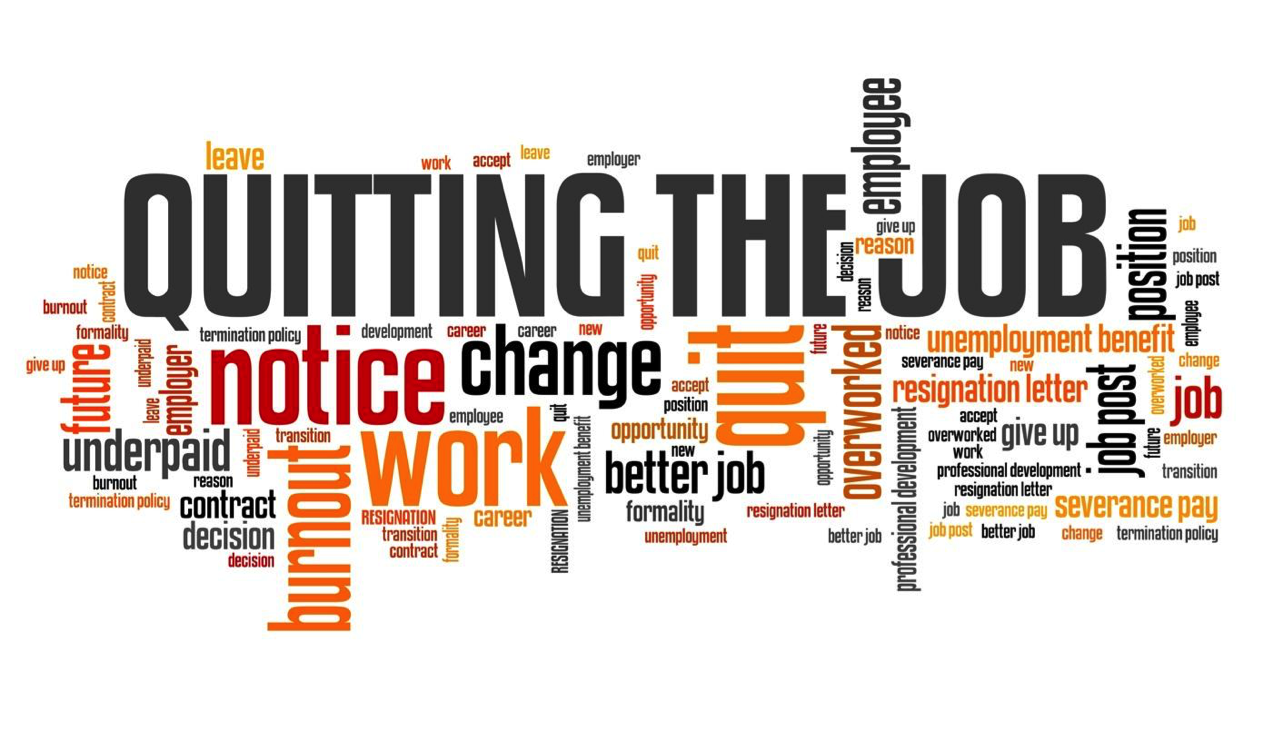 employee
leave
work
accept
leave
employer
QUITTING THE JOB
give up
reason
decision
reason
quit
opportunity
position
job
position
job post
employee
notice
contract
burnout
formality
termination policy
development
career
career
new
future
notice
unemployment benefit
give up
future
underpaid
leave
employer
notice
change
quit
overworked
severance pay
new
change
accept
position
resignation letter
job post
overworked
job
employee
quit
unemployment benefit
opportunity
new
opportunity
professional development
accept
overworked
work
give up
future
employer
underpaid
underpaid
transition
burnout
work
better job
professional development
transition
burnout
reason
resignation letter
termination policy
contract
RESIGNATION
career
formality
RESIGNATION
formality
resignation letter
job
severance pay
severance pay
decision
transition
contract
unemployment
better job
job post
better job
change
termination policy
decision